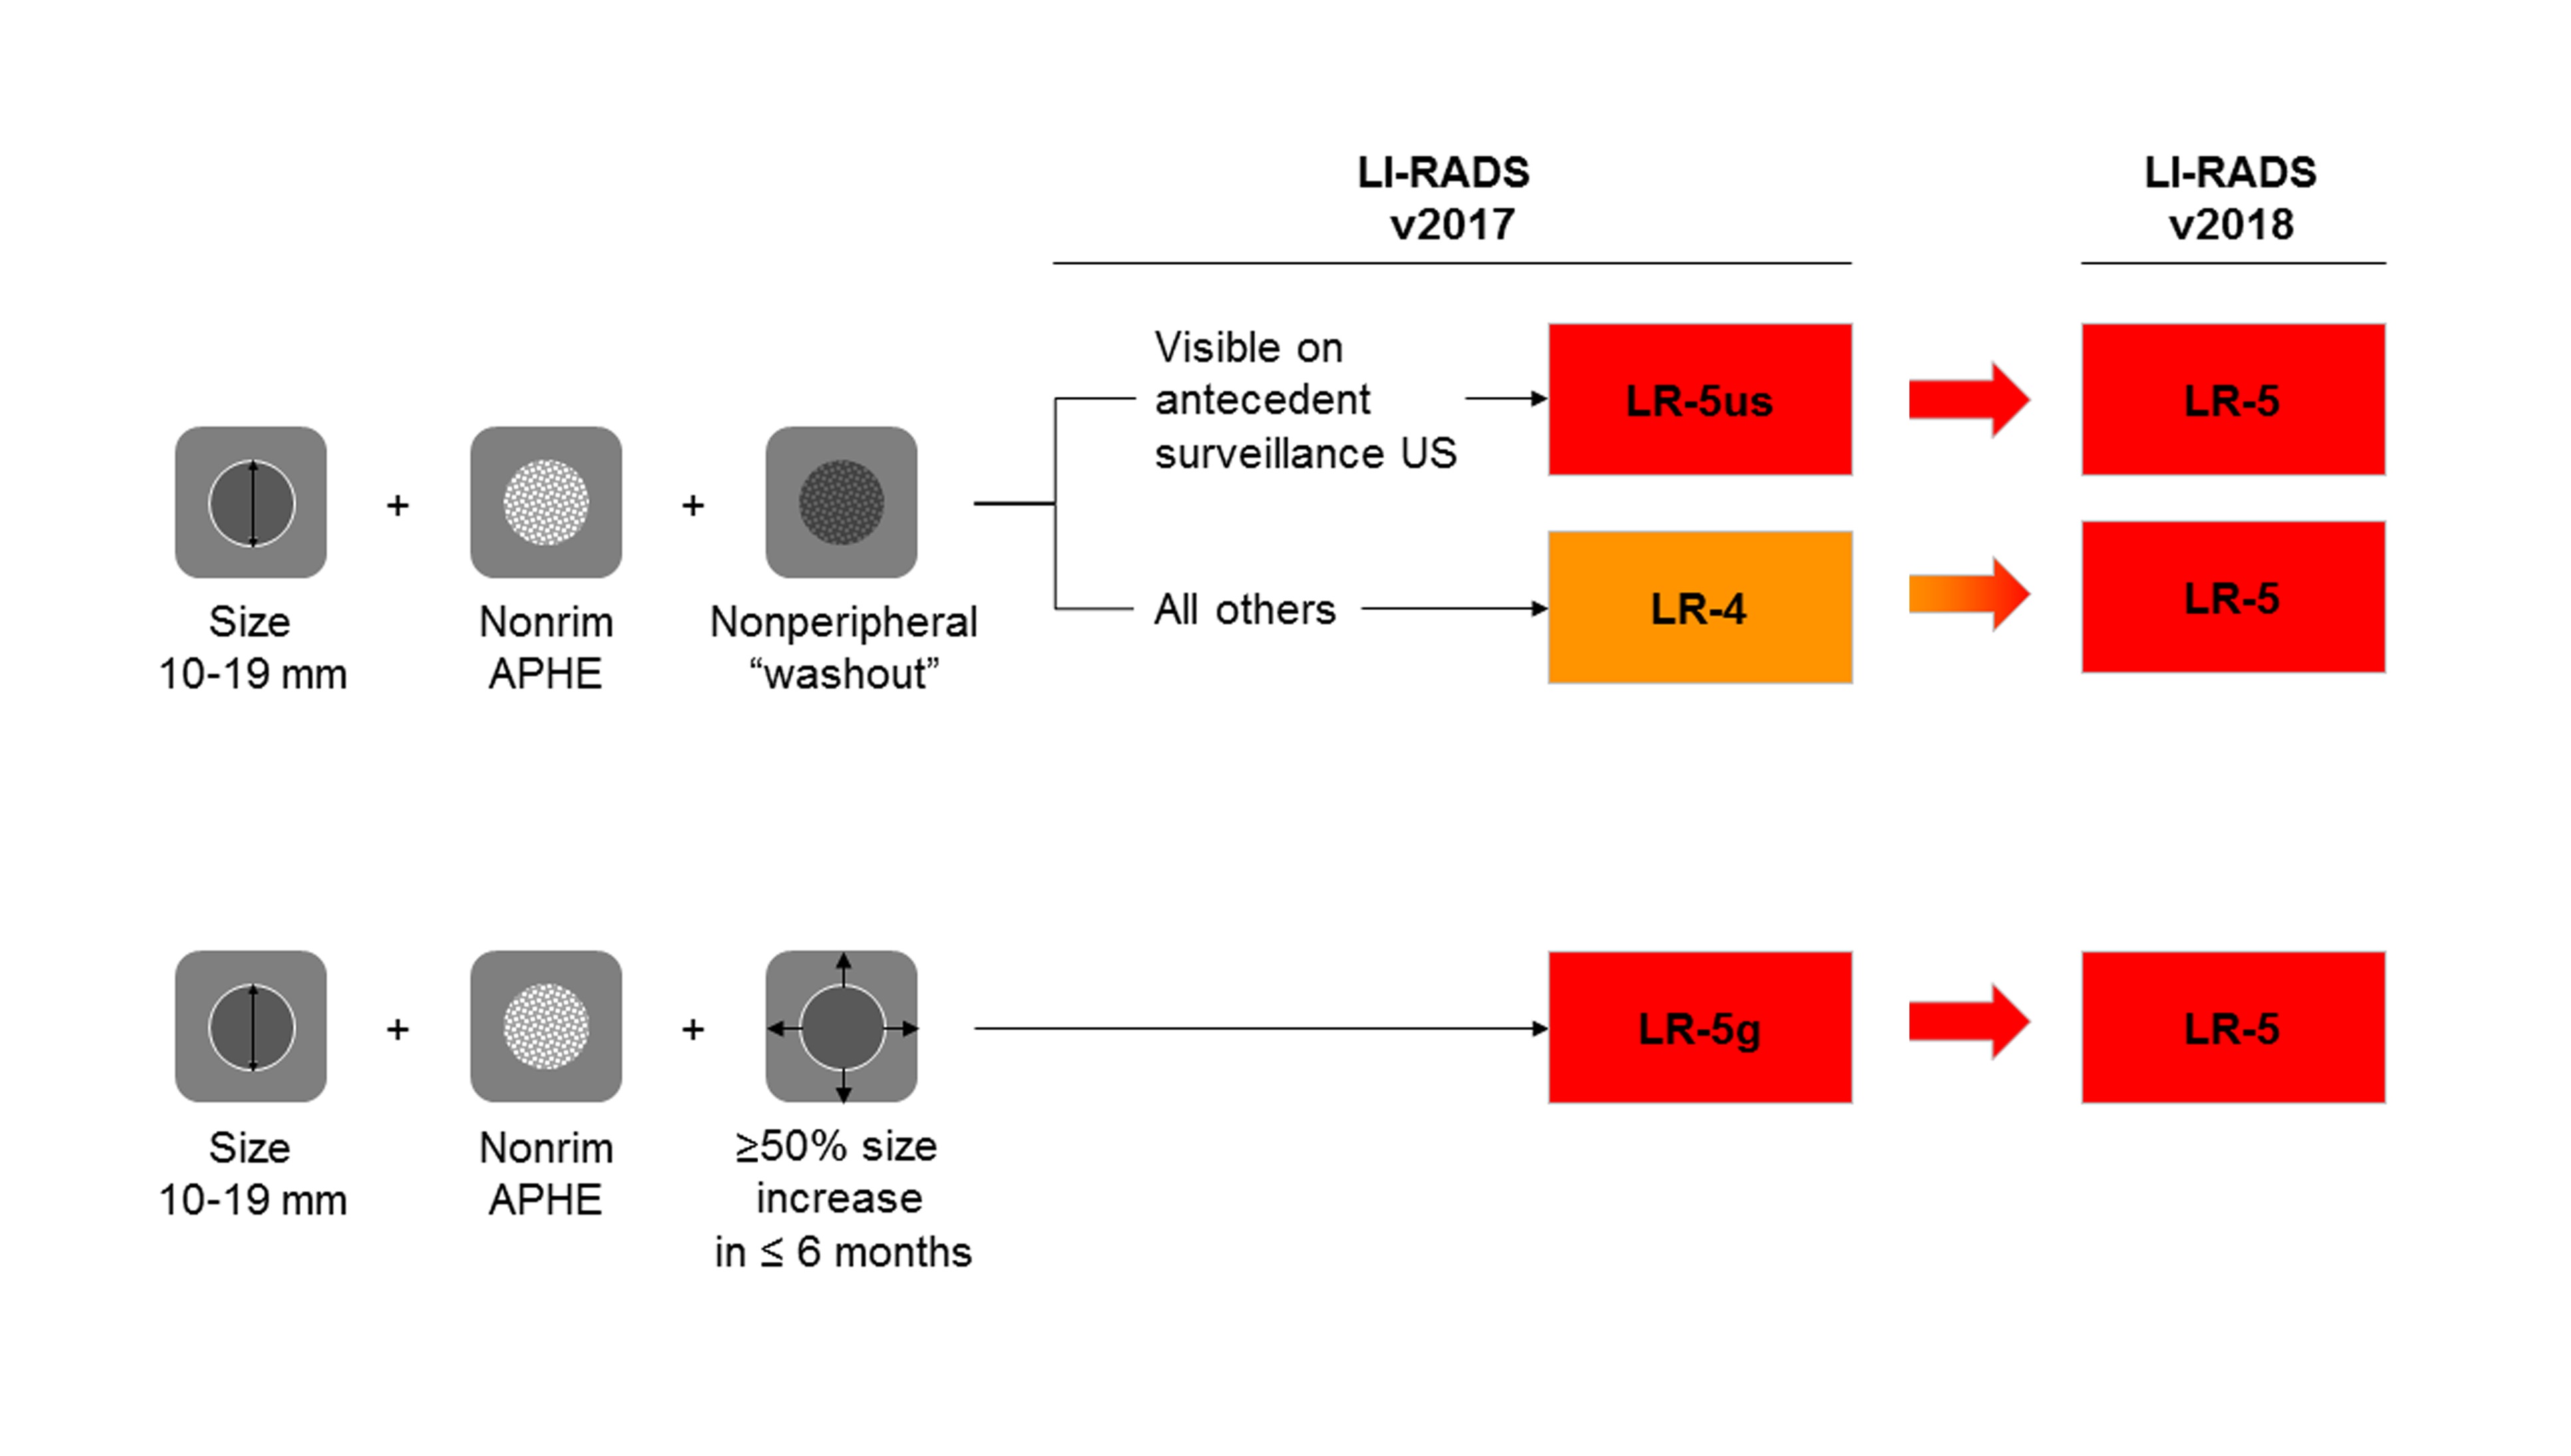 LI-RADS
v2017
LI-RADS
v2018
Visible on
antecedent
surveillance US
LR-5us
LR-5
+
+
All others
LR-4
LR-5
Size
10-19 mm
Nonrim
APHE
Nonperipheral
“washout”
+
+
LR-5g
LR-5
Size
10-19 mm
Nonrim
APHE
≥50% size
increase
in ≤ 6 months